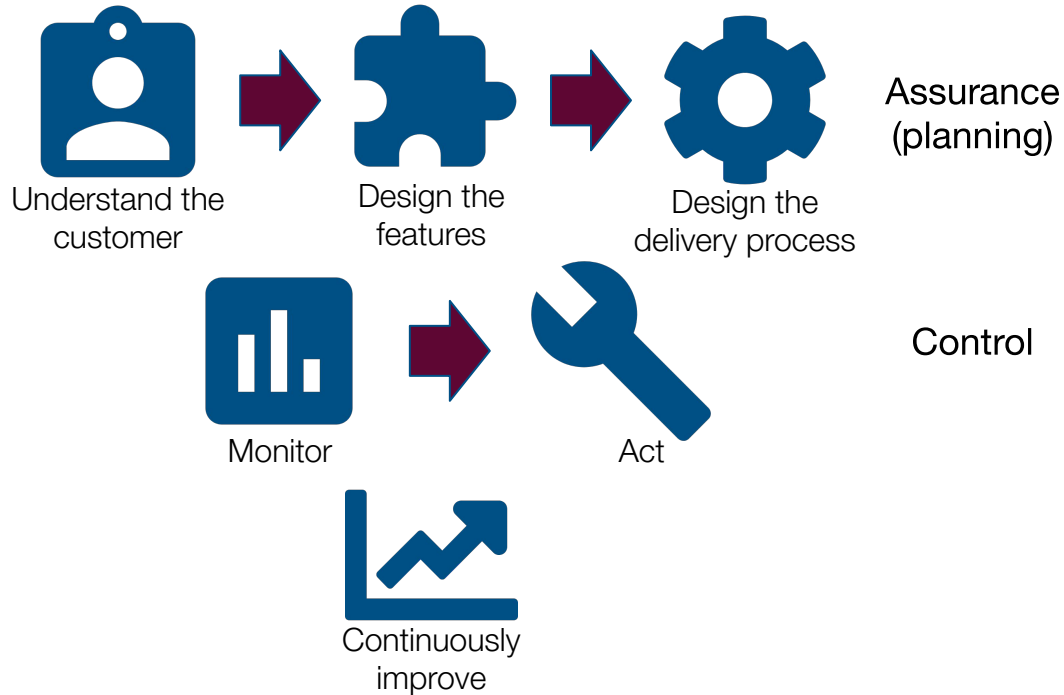 Understand the
customer
Design the
features
Design the
delivery process
Assurance
(planning)
Monitor
Act
Control
Continuously
improve